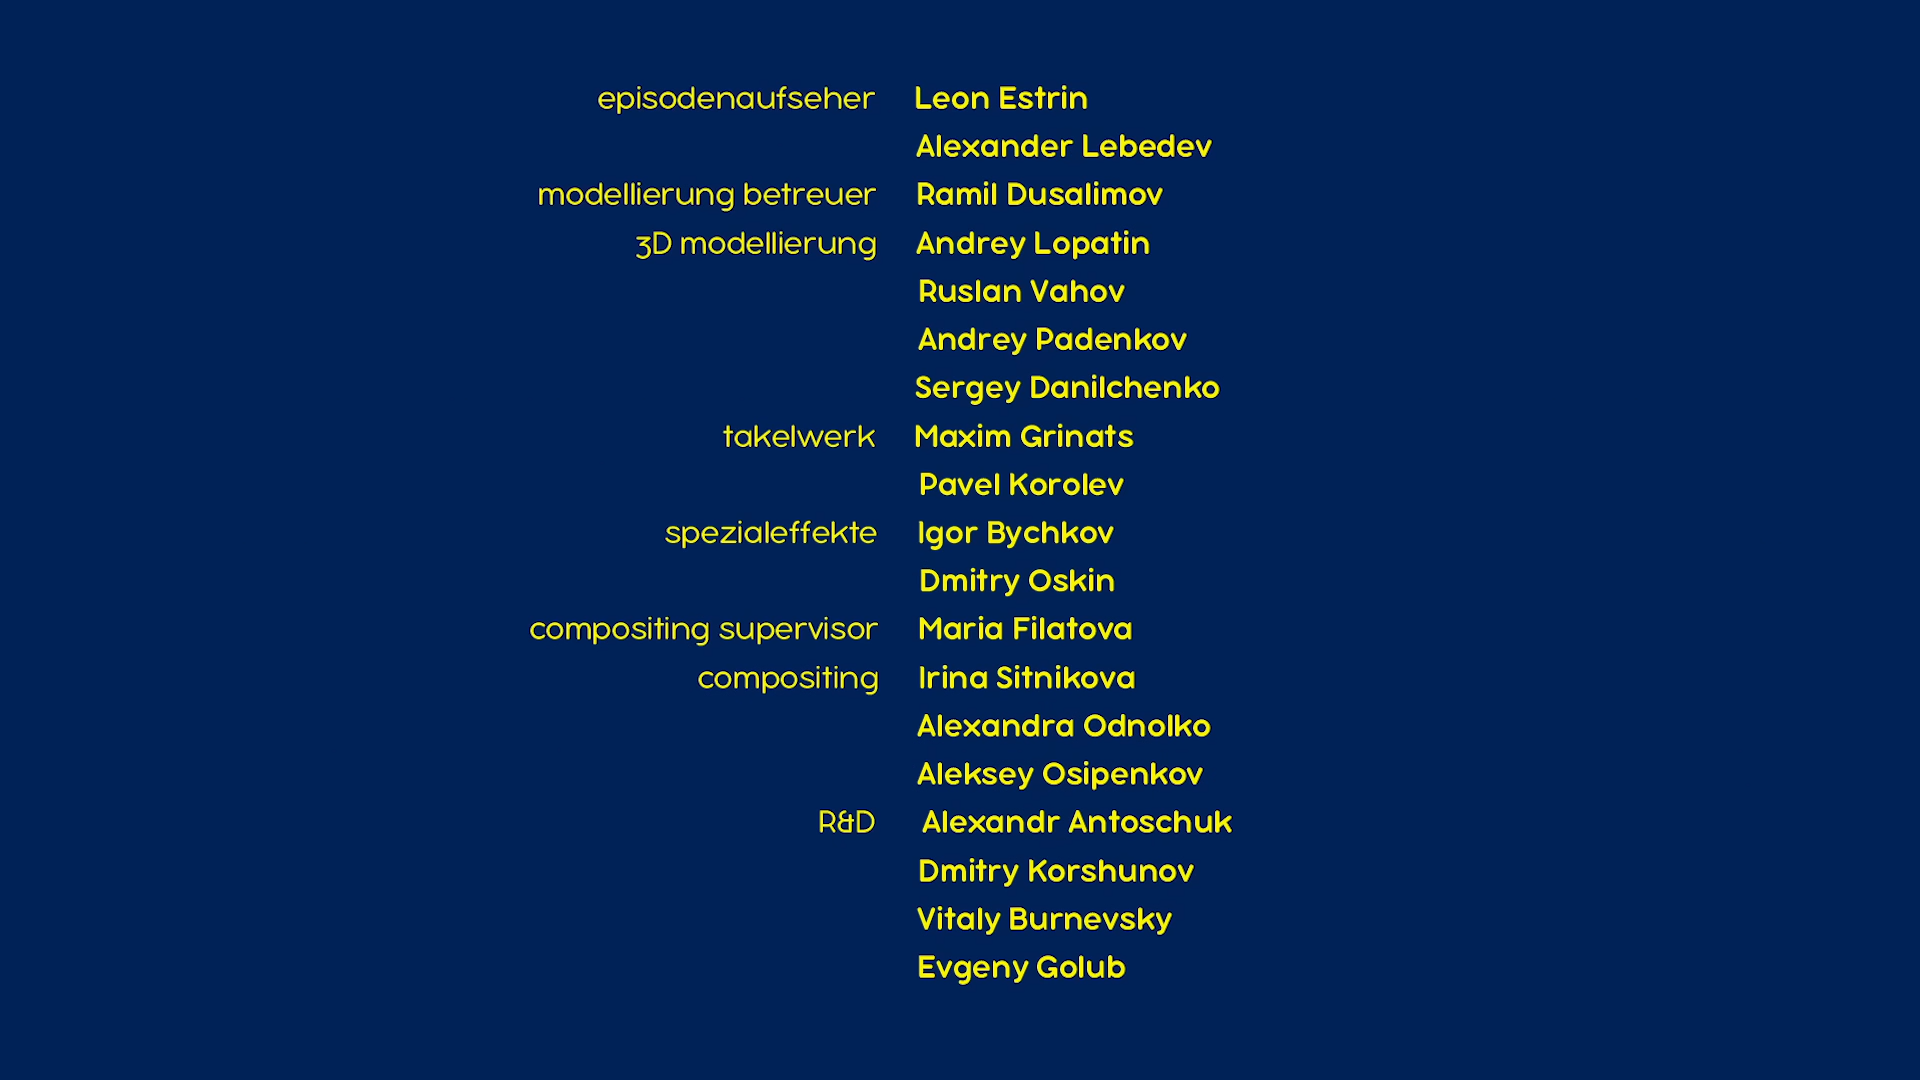 episodenaufseher Leon Estrin
Alexander Lebedev
modellierung betreuer Ramil Dusalimov
3D modellierung Andrey Lopatin
Ruslan Vahov
Andrey Padenkov
Sergey Danilchenko
takelwerk Maxim Grinats
Pavel Korolev
spezialeffekte Igor Bychkov
Dmitry Oskin
compositing supervisor Maria Filatova
compositing Irina Sitnikova
Alexandra Odnolko
Aleksey Osipenkov
R&D Alexandr Antoschuk
Dmitry Korshunov
Vitaly Burnevsky
Evgeny Golub